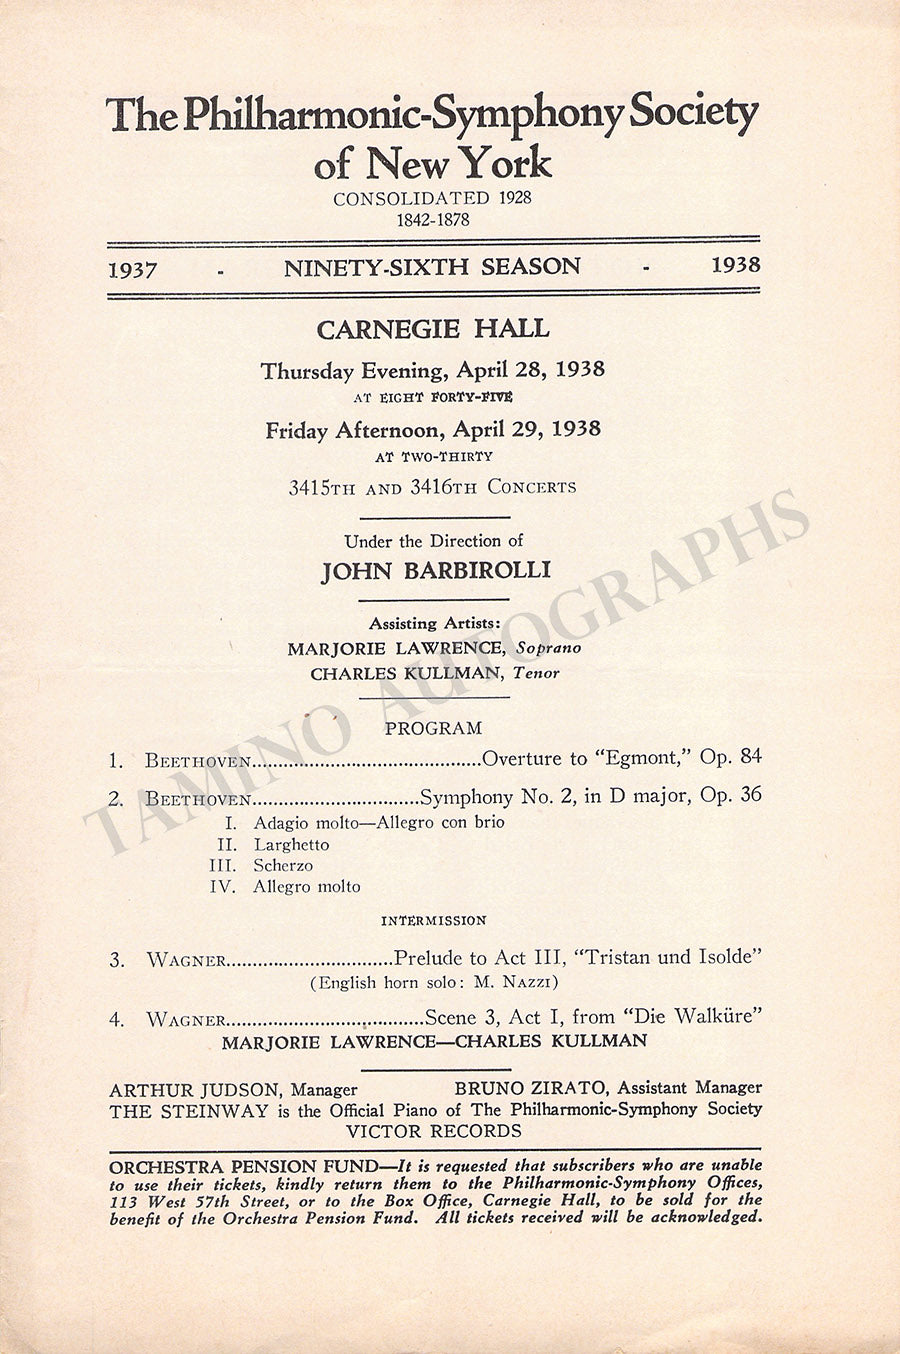 The Philharmonic-Symphony Society
of New York
CONSOLIDATED 1928
1842-1878
1937 - NINETY-SIXTH SEASON - 1938
CARNEGIE HALL
Thursday Evening, April 28, 1938
AT EIGHT FORTY-FIVE
Friday Afternoon, April 29, 1938
AT TWO-THIRTY
3415TH AND 3416TH CONCERTS
Under the Direction of
JOHN BARBIROLLI
Assisting Artists:
MARJORIE LAWRENCE, Soprano
CHARLES KULLMAN, Tenor
PROGRAM
1. BEETHOVEN............................................Overture to "Egmont," Op. 84
2. BEETHOVEN................................Symphony No. 2, in D major, Op. 36
I. Adagio molto—Allegro con brio
II. Larghetto
III. Scherzo
IV. Allegro molto
INTERMISSION
3. WAGNER................................Prelude to Act III, "Tristan und Isolde"
(English horn solo: M. NAZZI)
4. WAGNER......................................Scene 3, Act I, from "Die Walküre"
MARJORIE LAWRENCE—CHARLES KULLMAN
ARTHUR JUDSON, Manager BRUNO ZIRATO, Assistant Manager
THE STEINWAY is the Official Piano of The Philharmonic-Symphony Society
VICTOR RECORDS
ORCHESTRA PENSION FUND—It is requested that subscribers who are unable
to use their tickets, kindly return them to the Philharmonic-Symphony Offices,
113 West 57th Street, or to the Box Office, Carnegie Hall, to be sold for the
benefit of the Orchestra Pension Fund. All tickets received will be acknowledged.
TAMINO AUTOGRAPHS